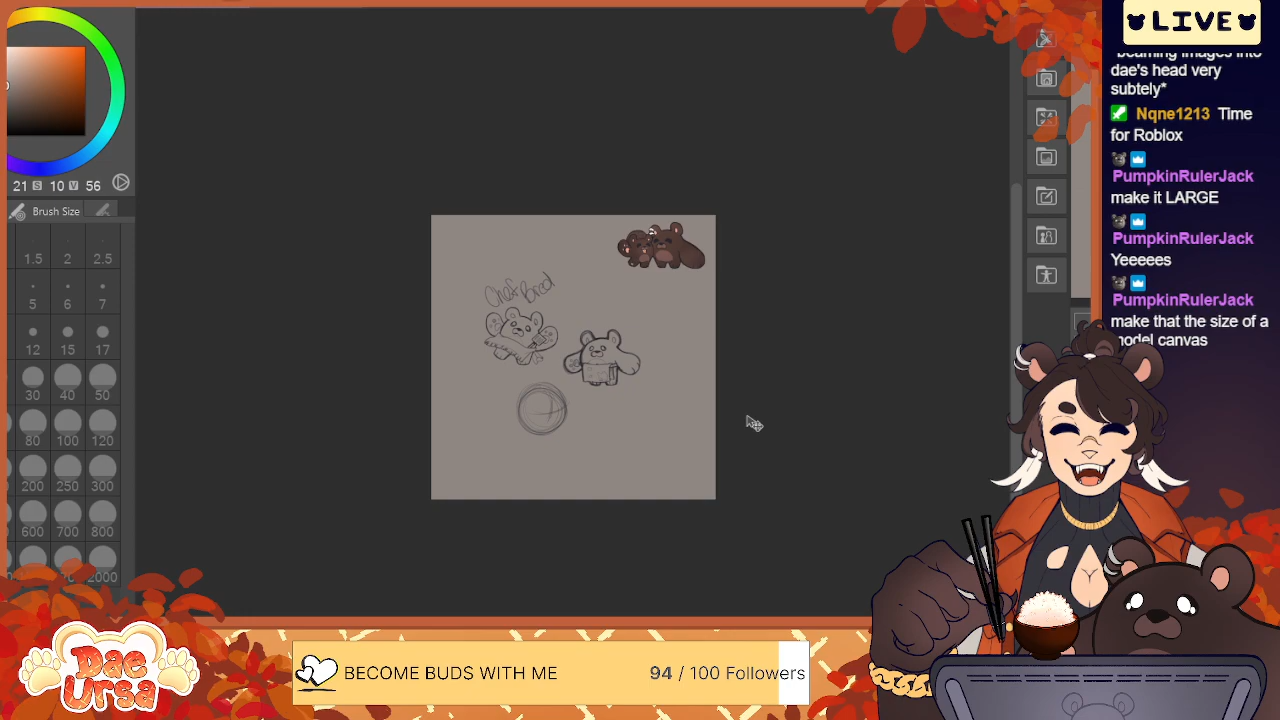 LIVE
*beaming images into
dae's head very
subtely*
Nqne1213 Time
for Roblox
PumpkinRulerJack
make it LARGE
PumpkinRulerJack
Yeeeees
PumpkinRulerJack
make that the size of a
model canvas
21 S 10 V 56
Brush Size
1.5 2 2.5
5 6 7
12 15 17
30 40 50
80 100 120
200 250 300
600 700 800
2000
Dae
Ursa
BECOME BUDS WITH ME
94 / 100 Followers